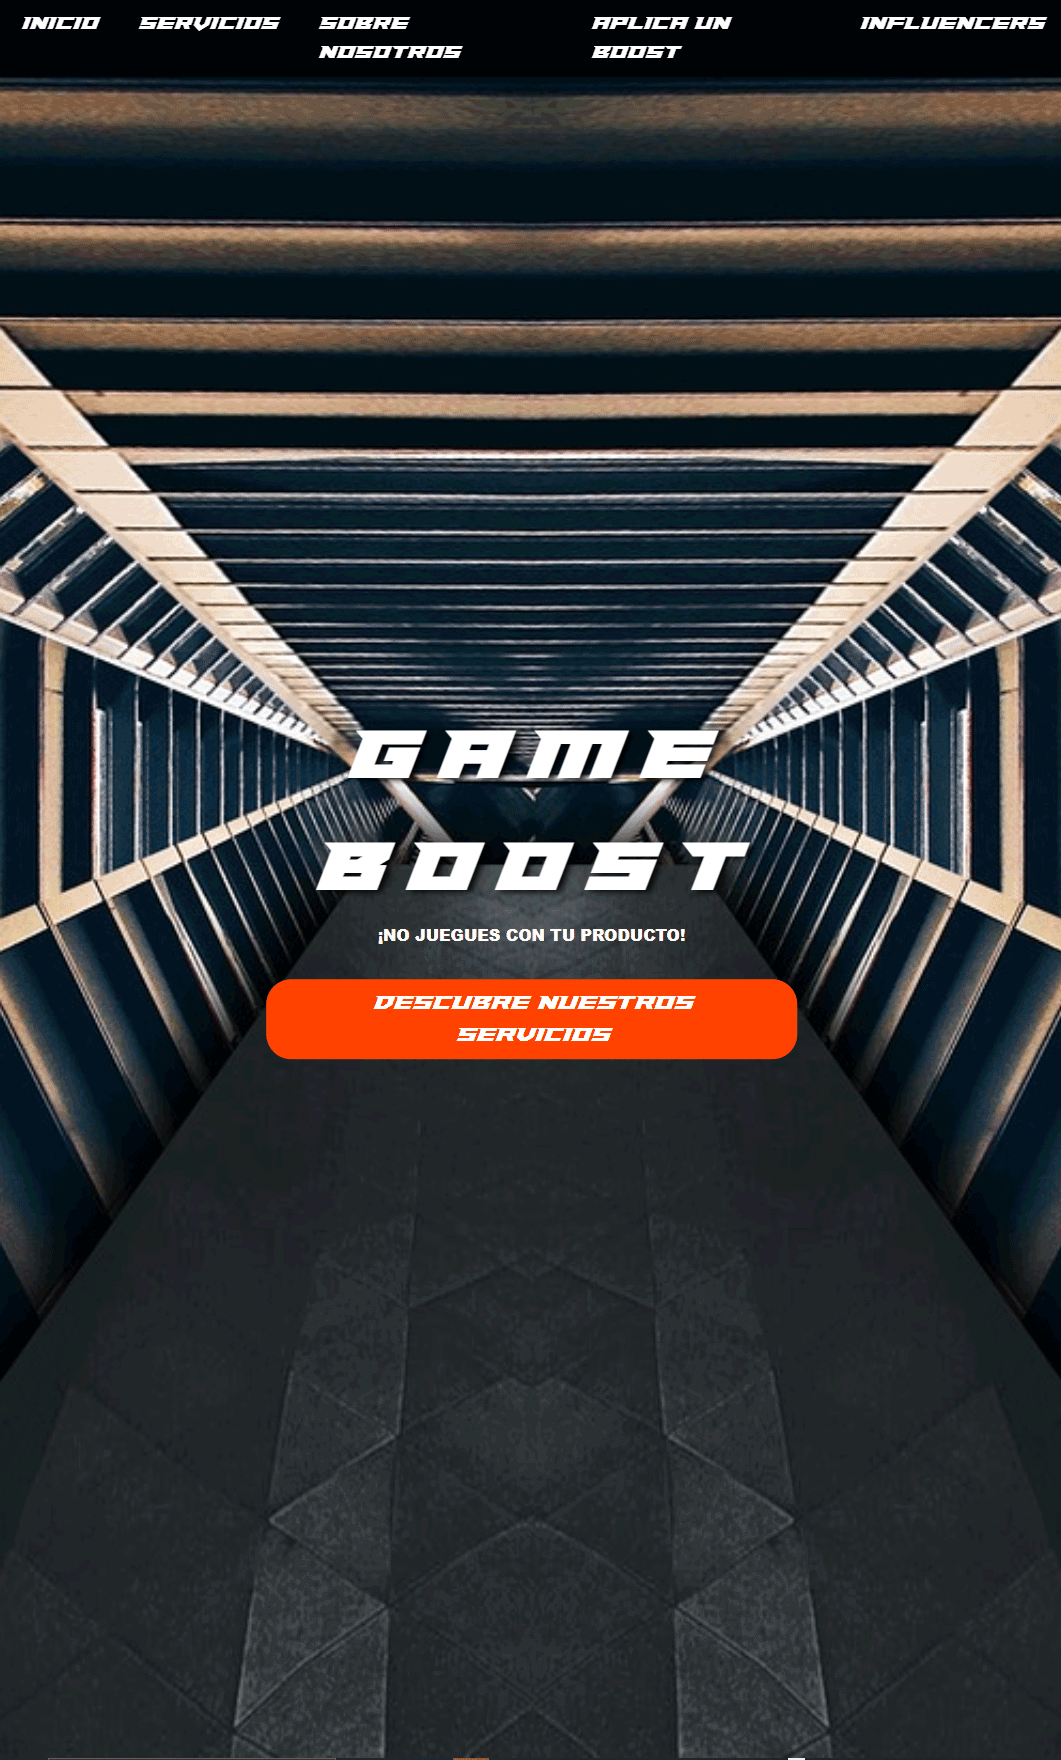 INICIO
SERVICIOS
SOBRE
NOSOTROS
APLICA UN
BOOST
INFLUENCERS
GAME
BOOST
¡NO JUEGUES CON TU PRODUCTO!
DESCUBRE NUESTROS
SERVICIOS